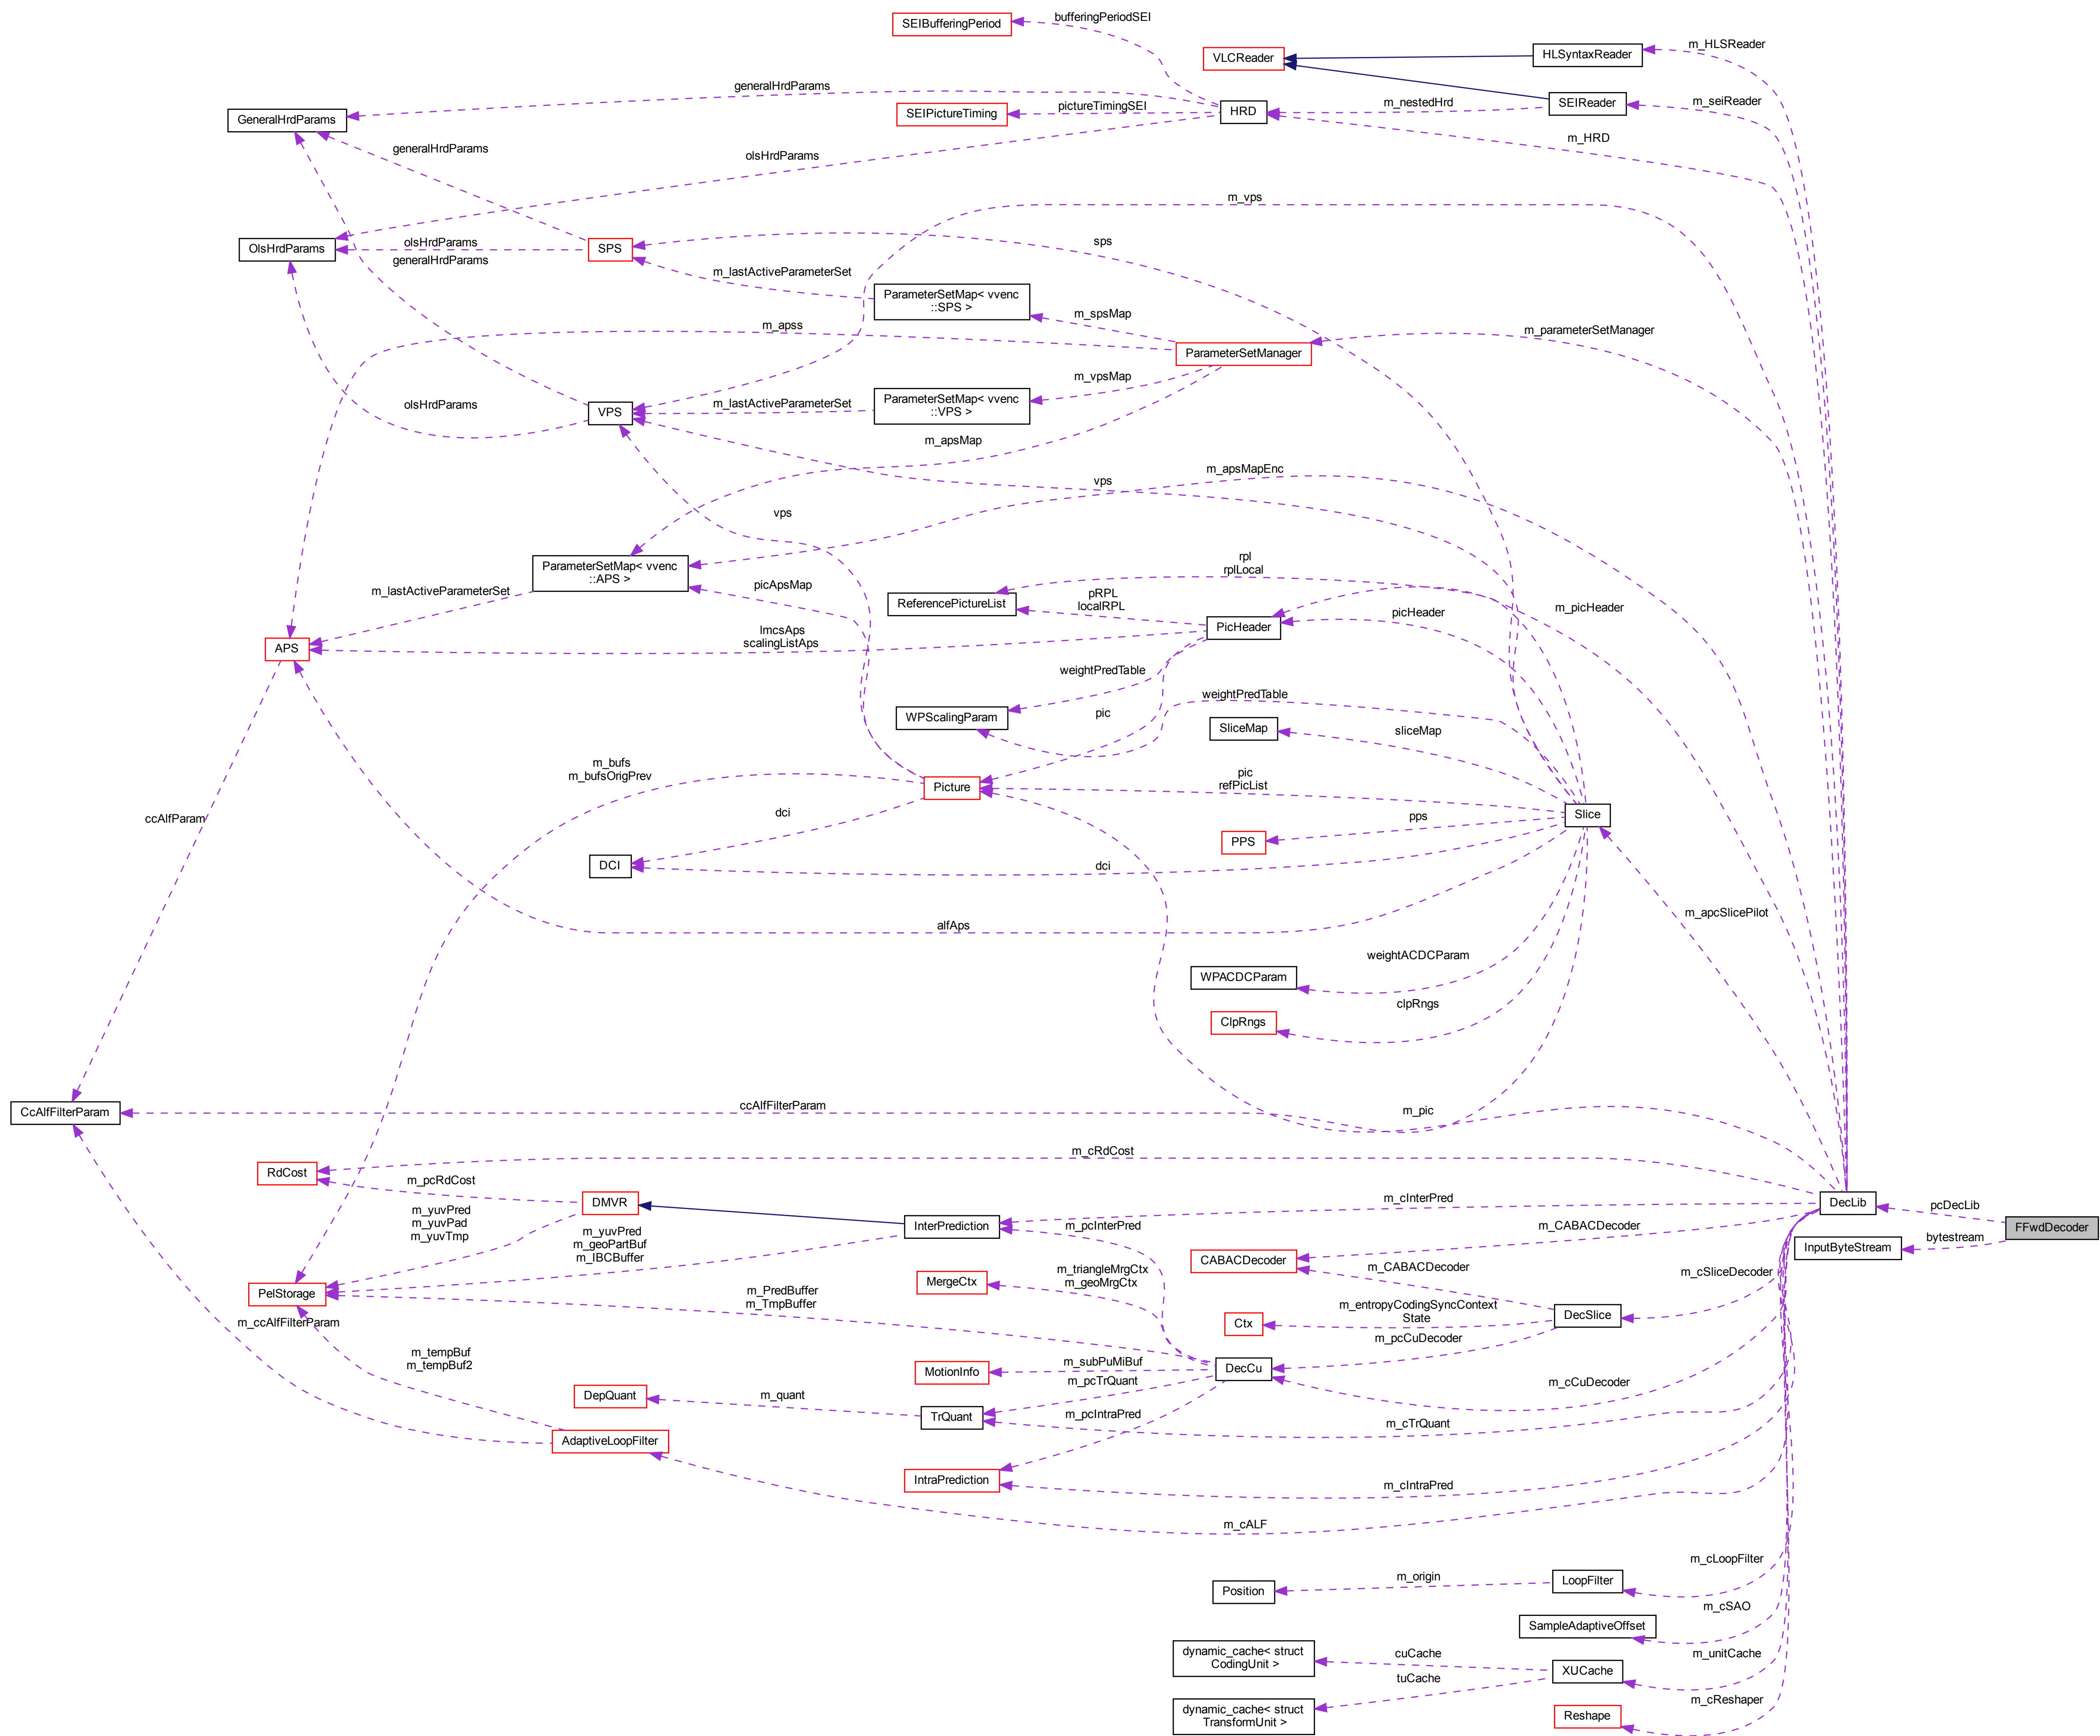 SEIBufferingPeriod
bufferingPeriodSEI
VLCReader
HLSyntaxReader
m_HLSReader
generalHrdParams
GeneralHrdParams
SEIPictureTiming
pictureTimingSEI
HRD
m_nestedHrd
SEIReader
m_seiReader
m_HRD
generalHrdParams
olsHrdParams
m_vps
OlsHrdParams
olsHrdParams
generalHrdParams
SPS
sps
m_lastActiveParameterSet
ParameterSetMap< vvenc
::SPS >
m_spsMap
m_apss
m_parameterSetManager
ParameterSetManager
m_vpsMap
olsHrdParams
VPS
m_lastActiveParameterSet
ParameterSetMap< vvenc
::VPS >
m_apsMap
m_apsMapEnc
vps
vps
ParameterSetMap< vvenc
::APS >
picApsMap
m_lastActiveParameterSet
rpl
rplLocal
ReferencePictureList
pRPL
localRPL
PicHeader
picHeader
m_picHeader
APS
lmcsAps
scalingListAps
weightPredTable
weightPredTable
WPScalingParam
pic
SliceMap
sliceMap
m_bufs
m_bufsOrigPrev
Picture
pic
refPicList
Slice
ccAlfParam
dci
pps
PPS
DCI
dci
m_apcSlicePilot
alfAps
weightACDCParam
WPACDCParam
clpRngs
ClpRngs
CcAlfFilterParam
ccAlfFilterParam
m_pic
RdCost
m_cRdCost
m_pcRdCost
DMVR
m_cInterPred
DecLib
pcDecLib
FFwdDecoder
bytestream
InputByteStream
m_yuvPred
m_yuvPad
m_yuvTmp
m_yuvPred
m_geoPartBuf
m_IBCBuffer
InterPrediction
m_pcInterPred
m_CABACDecoder
CABACDecoder
m_CABACDecoder
m_cSliceDecoder
PelStorage
MergeCtx
m_triangleMrgCtx
m_geoMrgCtx
m_PredBuffer
m_TmpBuffer
Ctx
m_entropyCodingSyncContext
State
DecSlice
m_pcCuDecoder
m_ccAlfFilterParam
m_tempBuf
m_tempBuf2
MotionInfo
m_subPuMiBuf
DecCu
m_pcTrQuant
m_cCuDecoder
DepQuant
m_quant
TrQuant
m_pcIntraPred
m_cTrQuant
AdaptiveLoopFilter
IntraPrediction
m_cIntraPred
m_cALF
m_cLoopFilter
Position
m_origin
LoopFilter
m_cSAO
SampleAdaptiveOffset
dynamic_cache< struct
CodingUnit >
cuCache
XUCache
m_unitCache
tuCache
dynamic_cache< struct
TransformUnit >
m_cReshaper
Reshape